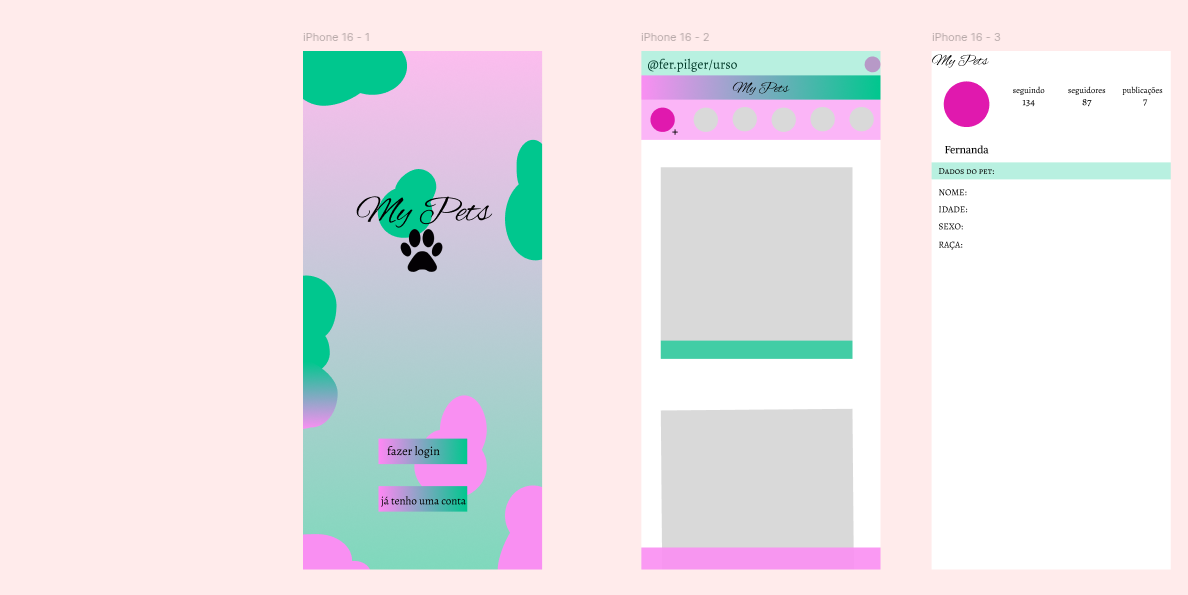 iPhone 16 - 1
My Pets
fazer login
já tenho uma conta
iPhone 16 - 2
@fer.pilger/urso
My Pets
+
iPhone 16 - 3
My Pets
seguindo seguidores publicações
134 87 7
Fernanda
Dados do pet:
NOME:
IDADE:
SEXO:
RAÇA: